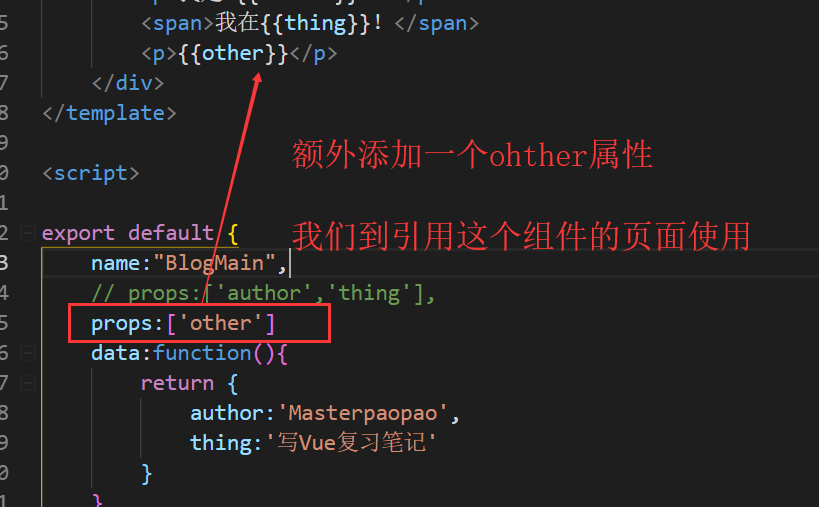 5 <span>我在{{thing}}! </span>
6 <p>{{other}}</p>
7 </div>
8 </template>
9
额外添加一个ohther属性
0 <script>
1
2 export default {
我们到引用这个组件的页面使用
3 name:"BlogMain",
4 // props:['author','thing'],
5 props:['other']
6 data:function(){
7 return {
8 author:'Masterpaopao',
9 thing:'写Vue复习笔记'
0 }
1 }